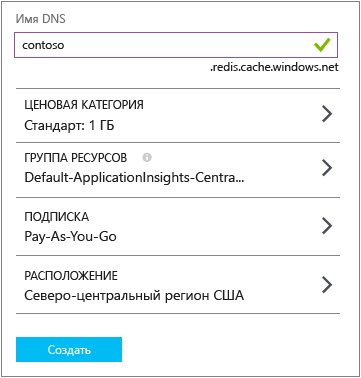 Имя DNS
contoso
.redis.cache.windows.net
ЦЕНОВАЯ КАТЕГОРИЯ
Стандарт: 1 ГБ
ГРУППА РЕСУРСОВ
Default-ApplicationInsights-Centra...
ПОДПИСКА
Pay-As-You-Go
РАСПОЛОЖЕНИЕ
Северо-центральный регион США
Создать